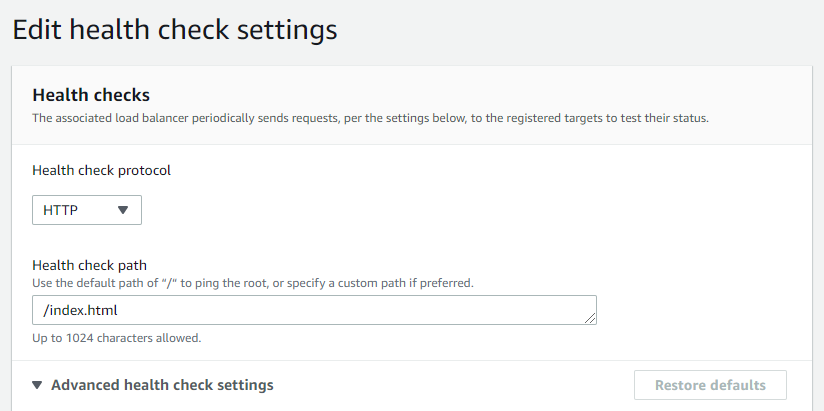 Edit health check settings
Health checks
The associated load balancer periodically sends requests, per the settings below, to the registered targets to test their status.
Health check protocol
HTTP
Health check path
Use the default path of "/" to ping the root, or specify a custom path if preferred.
/index.html
Up to 1024 characters allowed.
Advanced health check settings
Restore defaults